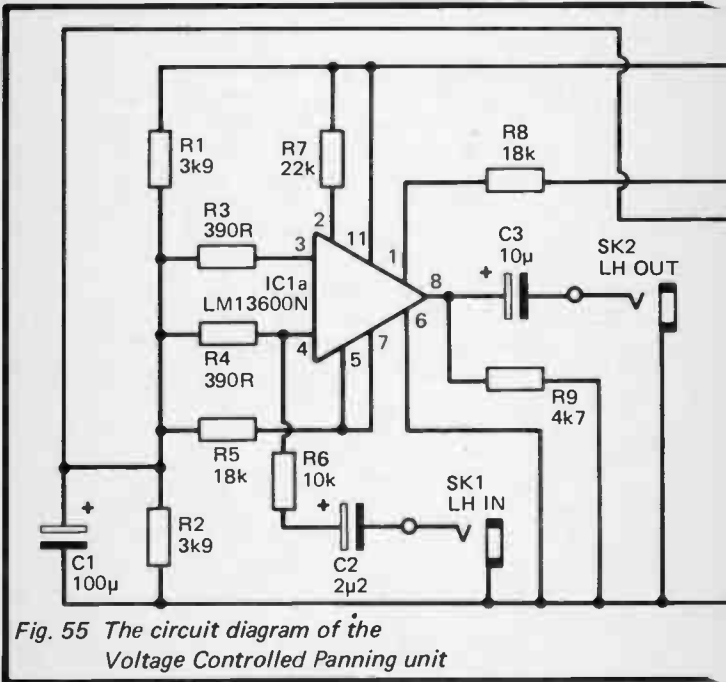 R1
3k9
R7
22k
R8
18k
R3
390R
2
11
1
3
C3
10µ
+
SK2
LH OUT
IC1a
LM13600N
8
6
4
5
7
R4
390R
R9
4k7
R5
18k
R6
10k
SK1
LH IN
+
+
C1
100µ
R2
3k9
C2
2µ2
Fig. 55 The circuit diagram of the
Voltage Controlled Panning unit